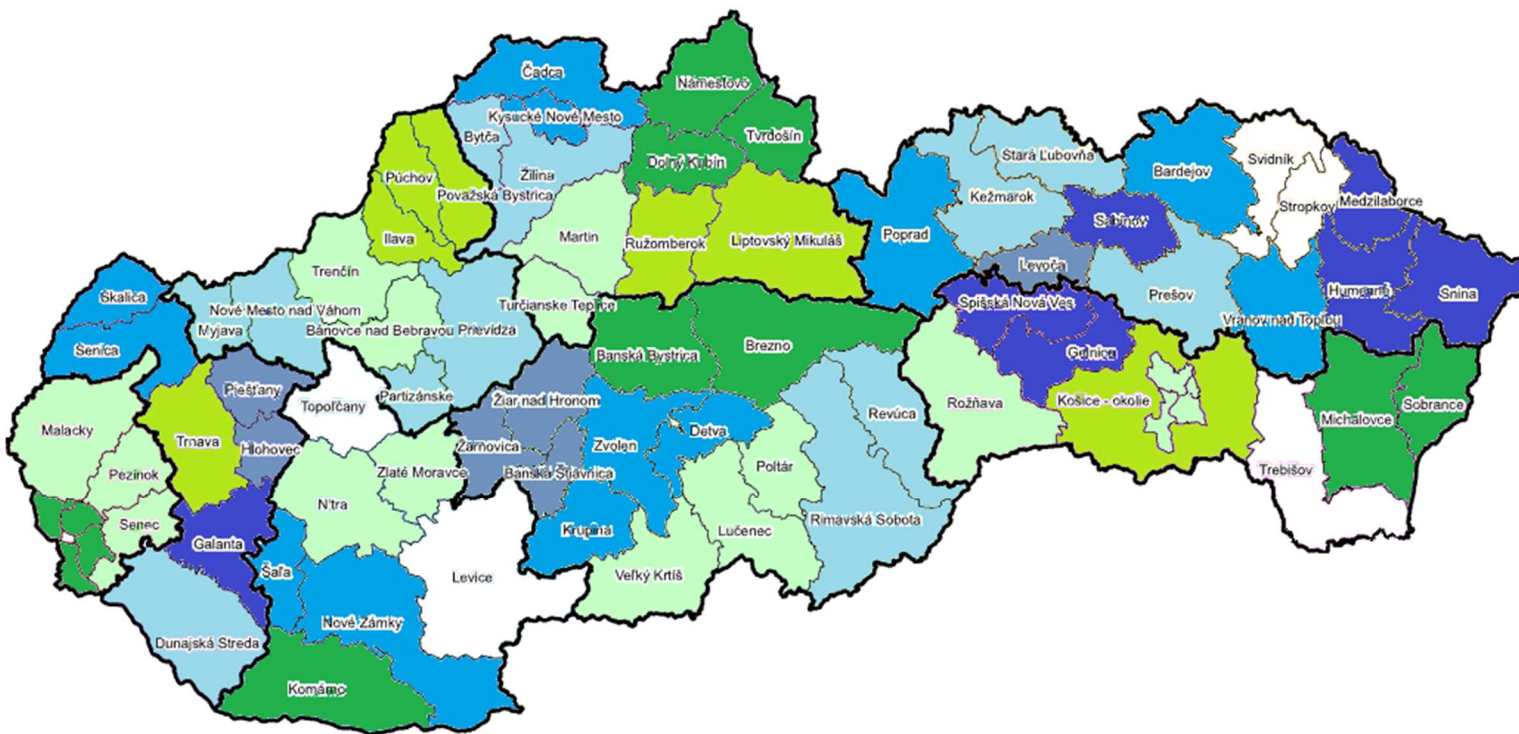 Čadca
Námestovo
Kysucké Nové Mesto
Bytča
Tvrdošín
Dolný Kubín
Žilina
Púchov
Považská Bystrica
Ilava
Martin
Ružomberok
Liptovský Mikuláš
Stará Ľubovňa
Kežmarok
Bardejov
Svidník
Stropkov
Medzilaborce
Sabinov
Poprad
Levoča
Prešov
Spišská Nová Ves
Humenné
Snina
Vranov nad Topľou
Trenčín
Skalica
Nové Mesto nad Váhom
Myjava
Bánovce nad Bebravou
Prievidza
Turčianske Teplice
Senica
Banská Bystrica
Brezno
Gelnica
Piešťany
Partizánske
Topoľčany
Žiar nad Hronom
Rožňava
Košice - okolie
Revúca
Michalovce
Sobrance
Malacky
Trnava
Hlohovec
Žarnovica
Zvolen
Detva
Pezinok
Zlaté Moravce
Banská Štiavnica
Poltár
Trebišov
Nitra
Senec
Galanta
Krupina
Lučenec
Rimavská Sobota
Šaľa
Levice
Veľký Krtíš
Nové Zámky
Dunajská Streda
Komárno